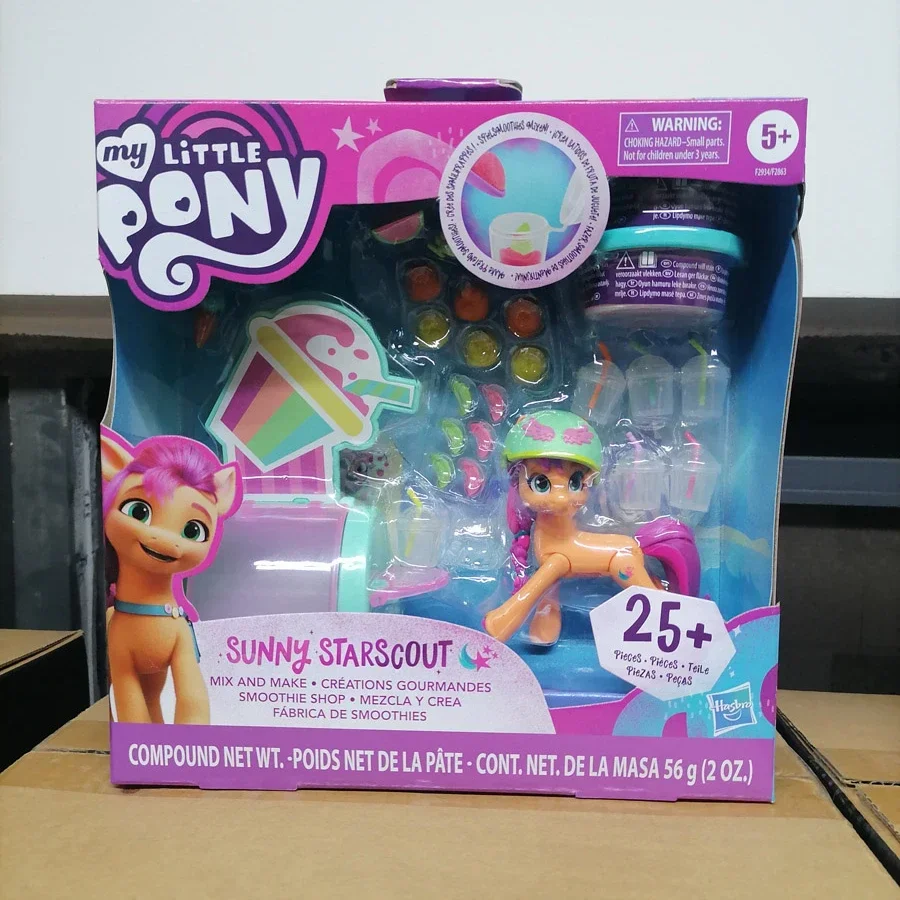 my LiTTLE
PONY
WARNING:
CHOKING HAZARD–Small parts.
Not for children under 3 years.
5+
F2934/F2863
SUNNY STARSCOUT
MIX AND MAKE • CRÉATIONS GOURMANDES
SMOOTHIE SHOP • MEZCLA Y CREA
FÁBRICA DE SMOOTHIES
25+
PIECES • PIÈCES • TEILE
PIEZAS • PEÇAS
Hasbro
COMPOUND NET WT. -POIDS NET DE LA PÂTE - CONT. NET. DE LA MASA 56 g (2 OZ.)